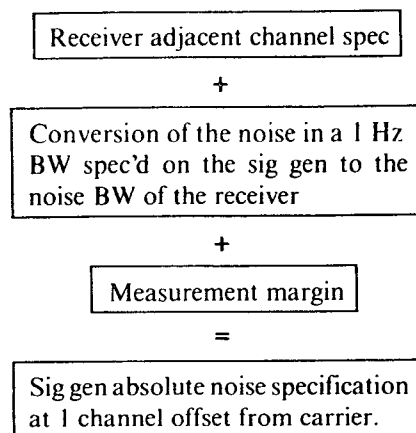 Receiver adjacent channel spec
+
Conversion of the noise in a 1 Hz
BW spec'd on the sig gen to the
noise BW of the receiver
+
Measurement margin
=
Sig gen absolute noise specification
at 1 channel offset from carrier.